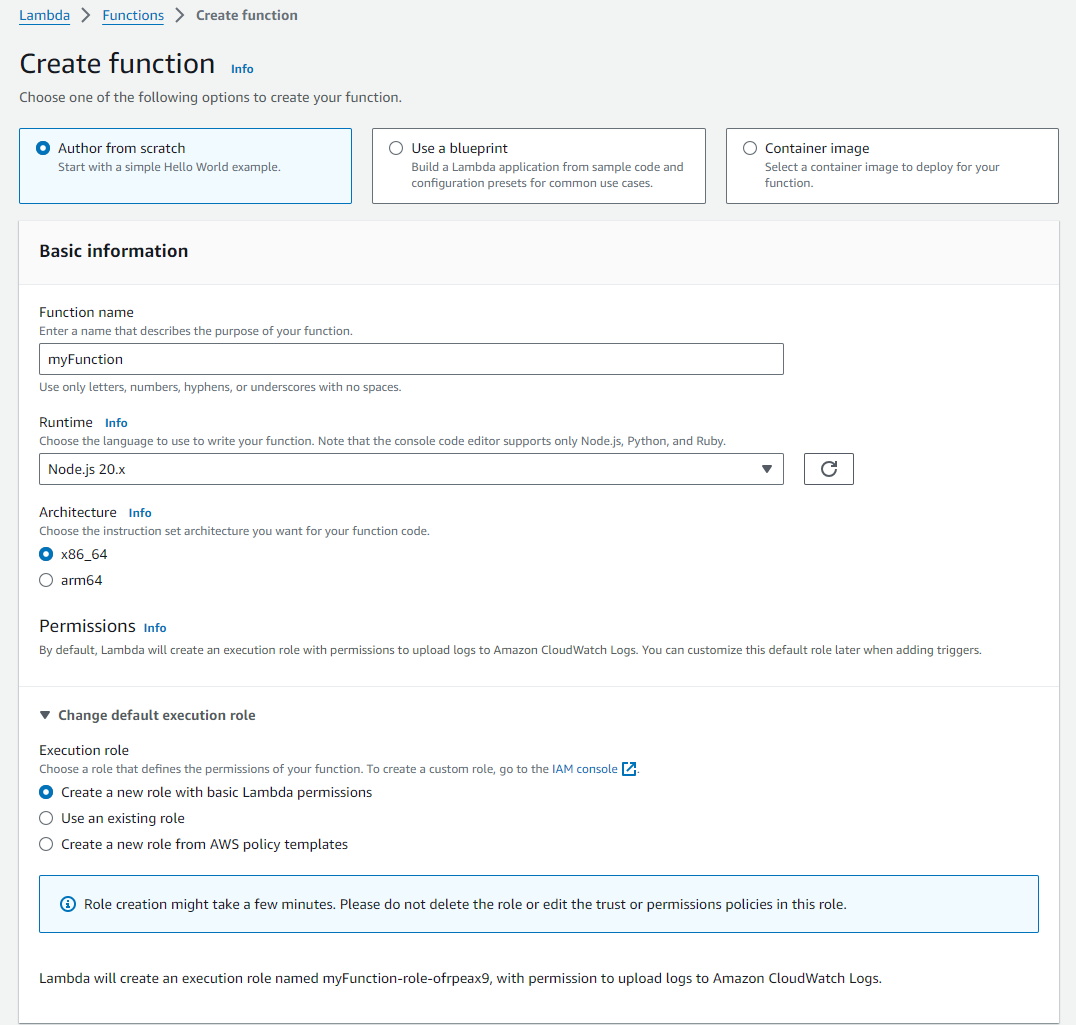 Lambda > Functions > Create function
Create function Info
Choose one of the following options to create your function.
Author from scratch
Start with a simple Hello World example.
Use a blueprint
Build a Lambda application from sample code and
configuration presets for common use cases.
Container image
Select a container image to deploy for your
function.
Basic information
Function name
Enter a name that describes the purpose of your function.
myFunction
Use only letters, numbers, hyphens, or underscores with no spaces.
Runtime Info
Choose the language to use to write your function. Note that the console code editor supports only Node.js, Python, and Ruby.
Node.js 20.x
Architecture Info
Choose the instruction set architecture you want for your function code.
x86_64
arm64
Permissions Info
By default, Lambda will create an execution role with permissions to upload logs to Amazon CloudWatch Logs. You can customize this default role later when adding triggers.
Change default execution role
Execution role
Choose a role that defines the permissions of your function. To create a custom role, go to the IAM console.
Create a new role with basic Lambda permissions
Use an existing role
Create a new role from AWS policy templates
Role creation might take a few minutes. Please do not delete the role or edit the trust or permissions policies in this role.
Lambda will create an execution role named myFunction-role-ofrpeax9, with permission to upload logs to Amazon CloudWatch Logs.